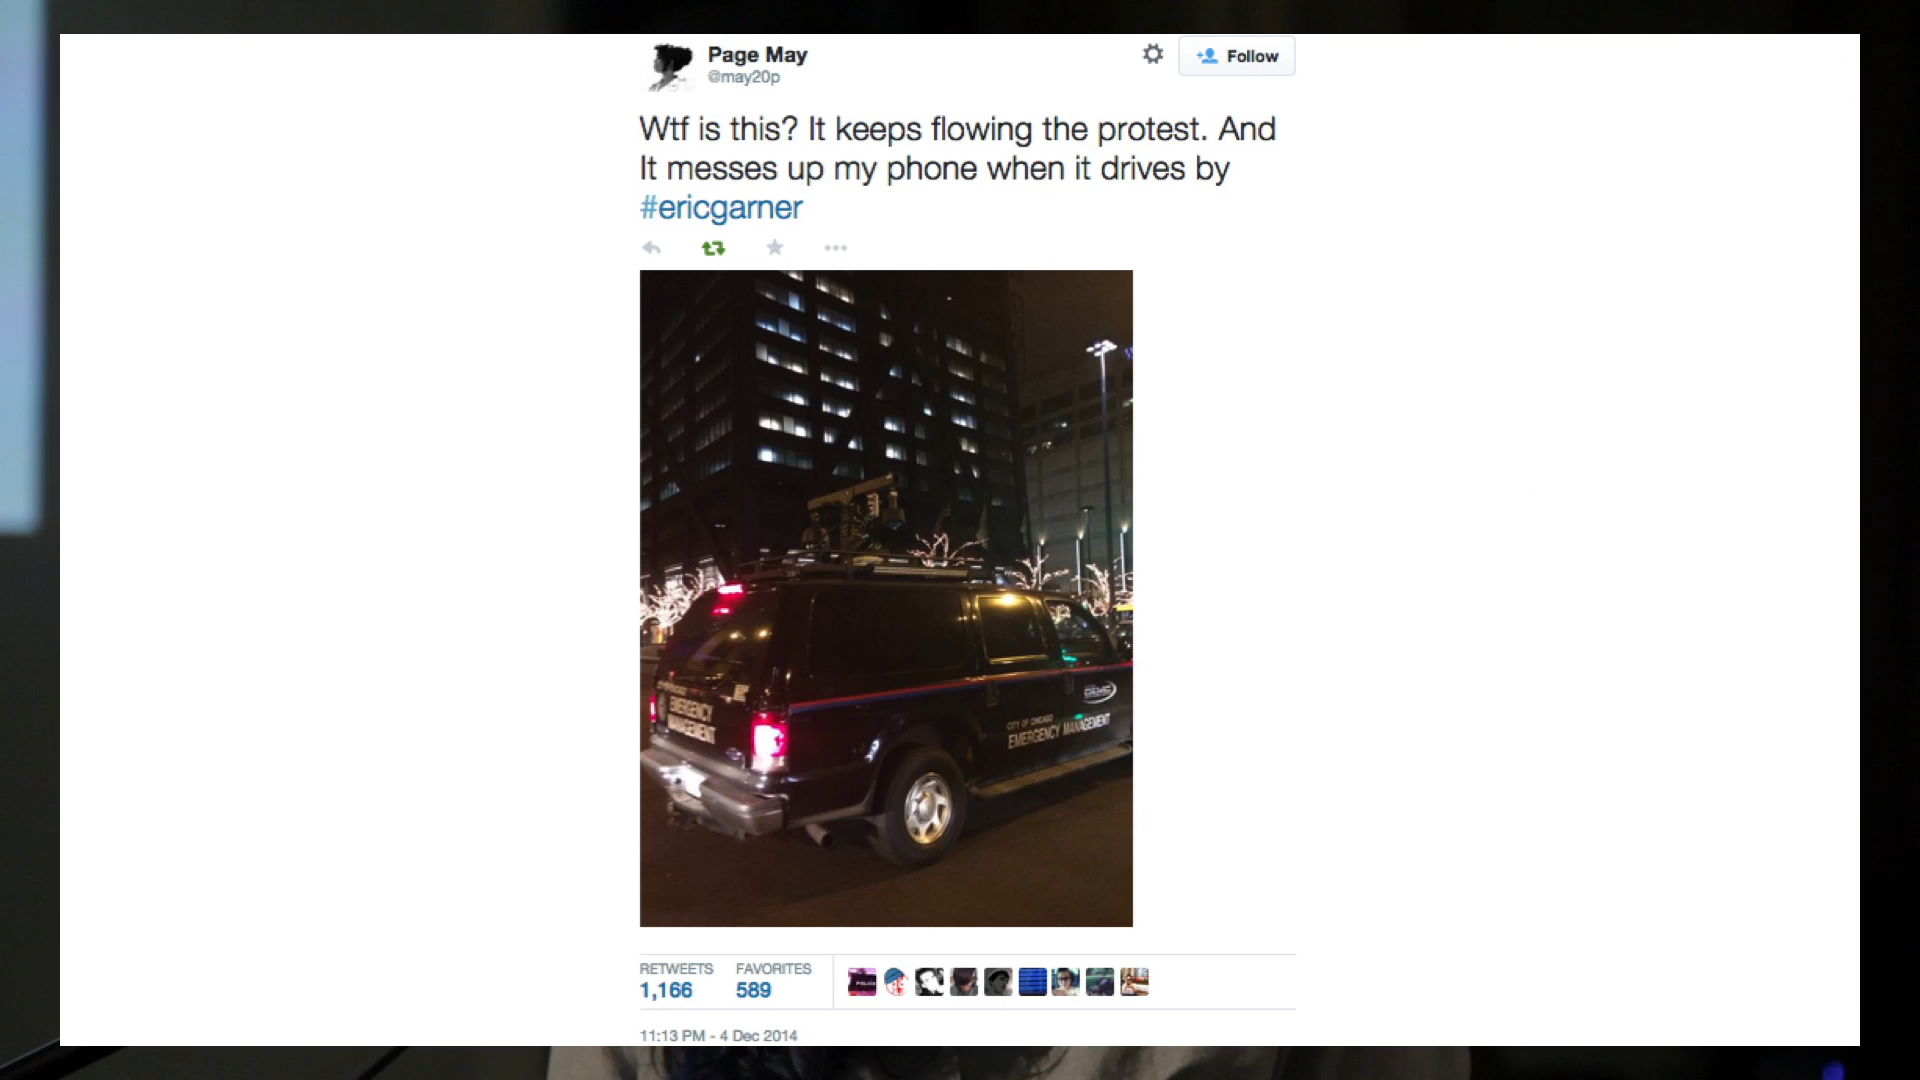 Page May
@may20p
Follow
Wtf is this? It keeps flowing the protest. And
It messes up my phone when it drives by
#ericgarner
EMERGENCY
MANAGEMENT
CITY OF CHICAGO
EMERGENCY MANAGEMENT
RETWEETS
FAVORITES
1,166
589
POLICE
11:13 PM - 4 Dec 2014